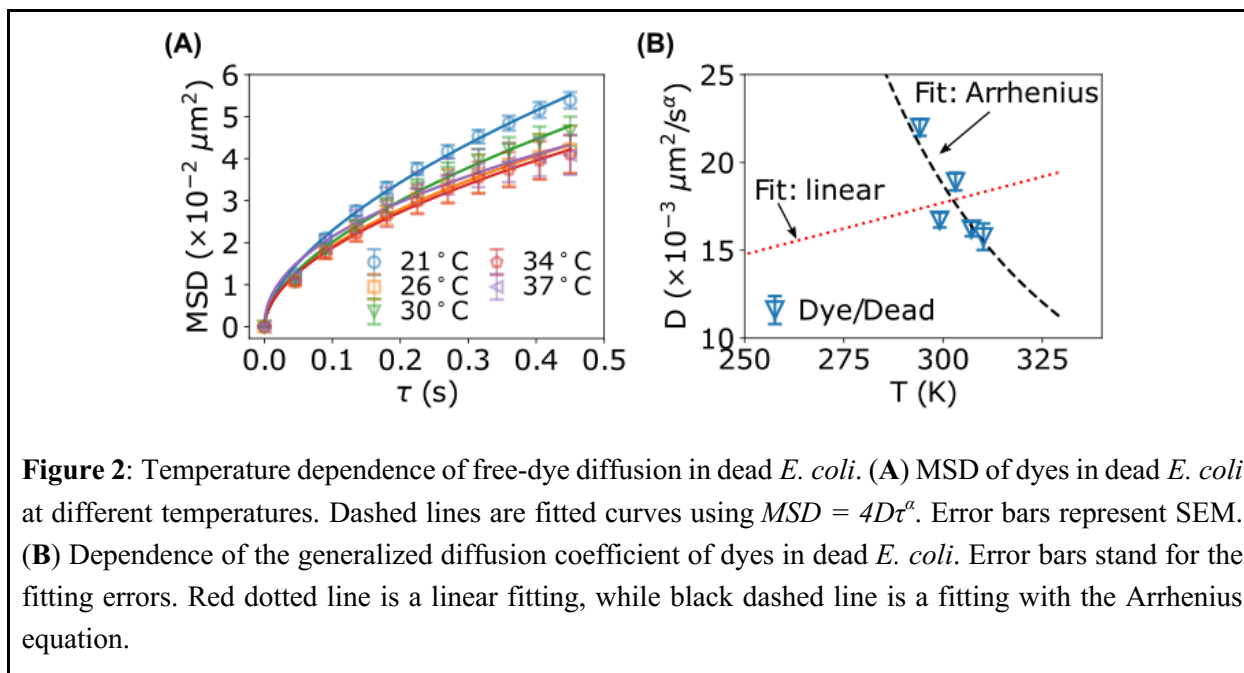 (A)
(B)
6
5
4
3
2
1
0
MSD (×10⁻² μm²)
21°C
26°C
30°C
34°C
37°C
0.0 0.1 0.2 0.3 0.4 0.5
τ (s)
25
20
15
10
D (×10⁻³ μm²/s^α)
Fit: Arrhenius
Fit: linear
Dye/Dead
250 275 300 325
T (K)
Figure 2: Temperature dependence of free-dye diffusion in dead E. coli. (A) MSD of dyes in dead E. coli
at different temperatures. Dashed lines are fitted curves using MSD = 4Dτ^α. Error bars represent SEM.
(B) Dependence of the generalized diffusion coefficient of dyes in dead E. coli. Error bars stand for the
fitting errors. Red dotted line is a linear fitting, while black dashed line is a fitting with the Arrhenius
equation.